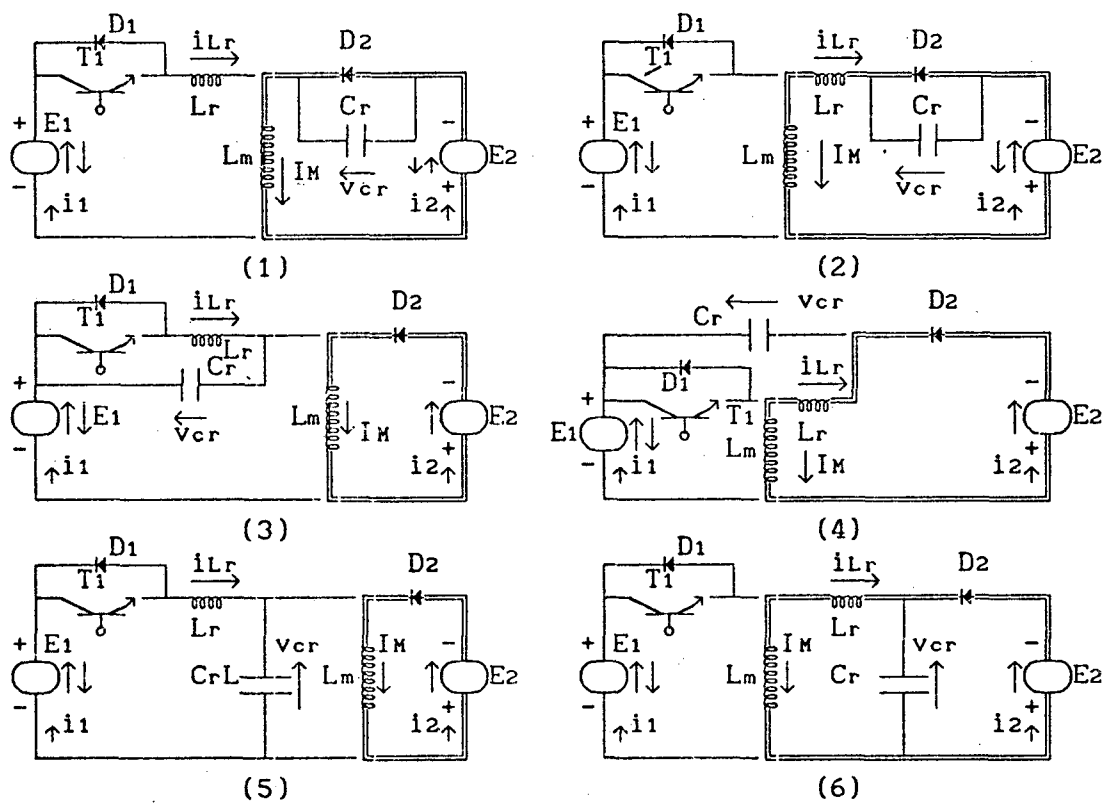 D1
T1
iLr
Lr
D2
Cr
+
E1
-
i1
Lm
IM
vcr
-
E2
+
i2
(1)
D1
T1
iLr
Lr
D2
Cr
+
E1
-
i1
Lm
IM
vcr
-
E2
+
i2
(2)
D1
T1
iLr
Lr
Cr
D2
+
E1
-
i1
vcr
Lm
IM
-
E2
+
i2
(3)
Cr
vcr
D2
D1
T1
iLr
Lr
+
E1
-
i1
Lm
IM
-
E2
+
i2
(4)
D1
T1
iLr
Lr
D2
+
E1
-
i1
CrL
vcr
Lm
IM
-
E2
+
i2
(5)
D1
T1
iLr
Lr
D2
+
E1
-
i1
Lm
IM
Cr
vcr
-
E2
+
i2
(6)